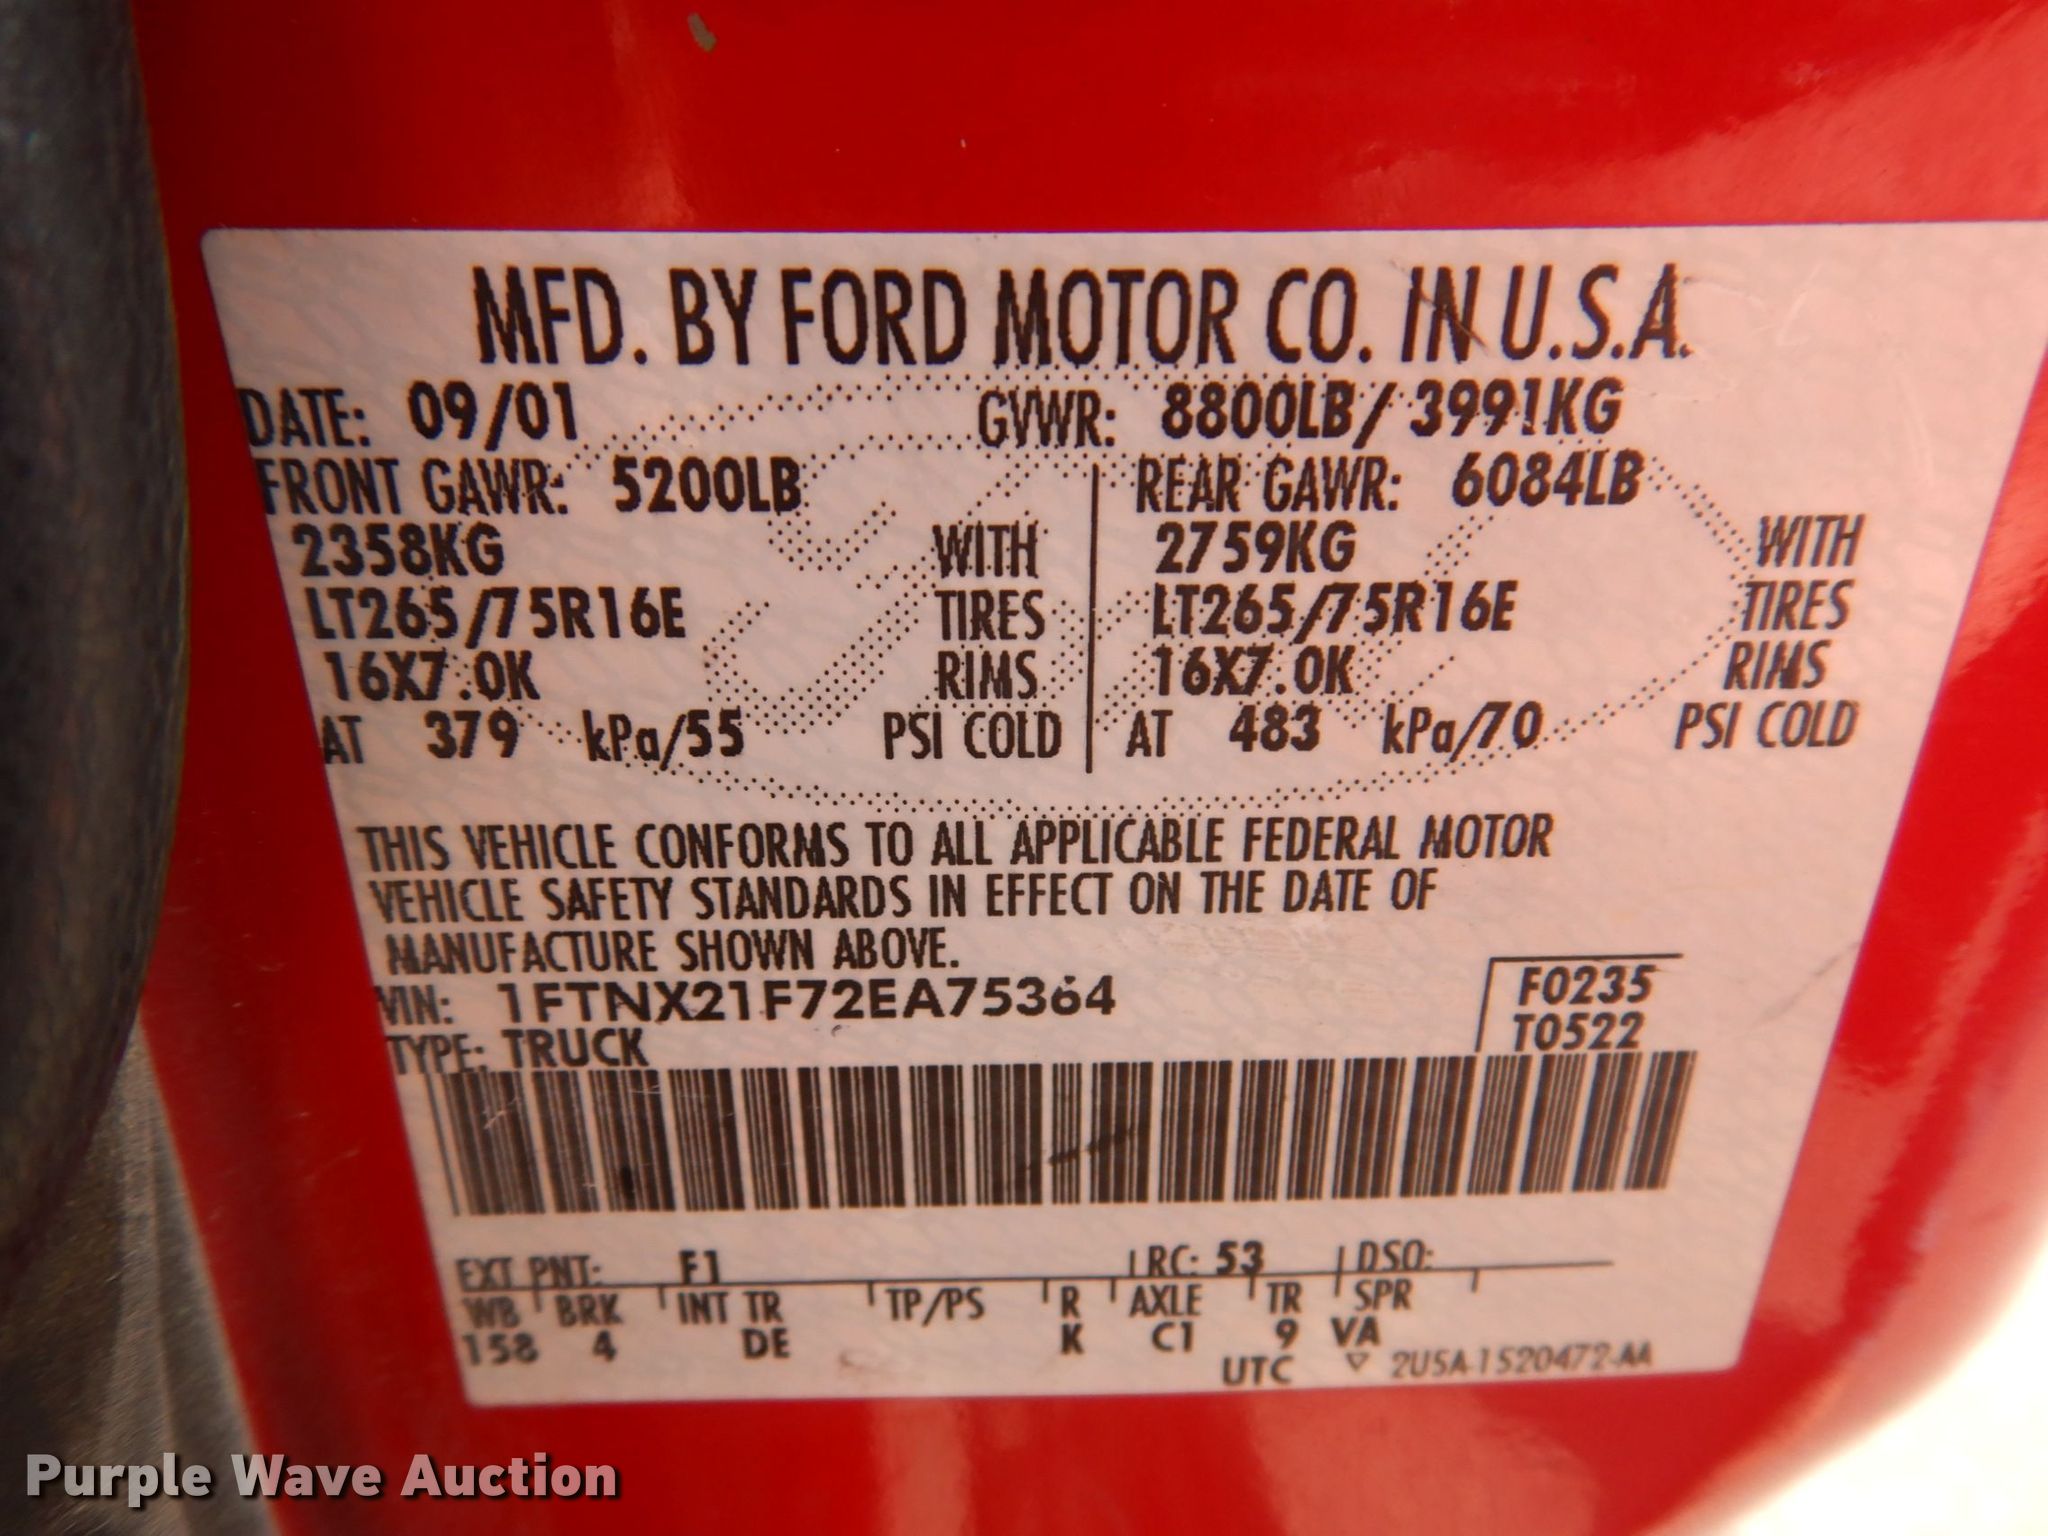 MFD. BY FORD MOTOR CO. IN U.S.A.
DATE: 09/01 GVWR: 8800LB/ 3991KG
FRONT GAWR: 5200LB REAR GAWR: 6084LB
2358KG WITH 2759KG WITH
LT265/75R16E TIRES LT265/75R16E TIRES
16X7.0K RIMS 16X7.0K RIMS
AT 379 kPa/55 PSI COLD AT 483 kPa/70 PSI COLD
THIS VEHICLE CONFORMS TO ALL APPLICABLE FEDERAL MOTOR
VEHICLE SAFETY STANDARDS IN EFFECT ON THE DATE OF
MANUFACTURE SHOWN ABOVE.
VIN: 1FTNX21F72EA75364 F0235
TYPE: TRUCK T0522
EXT PNT: F1 RC: 53 DSO:
WB BRK INT TR TP/PS R AXLE TR SPR
158 4 DE K C1 9 VA
UTC ▽ 2U5A-1520472-AA
Purple Wave Auction